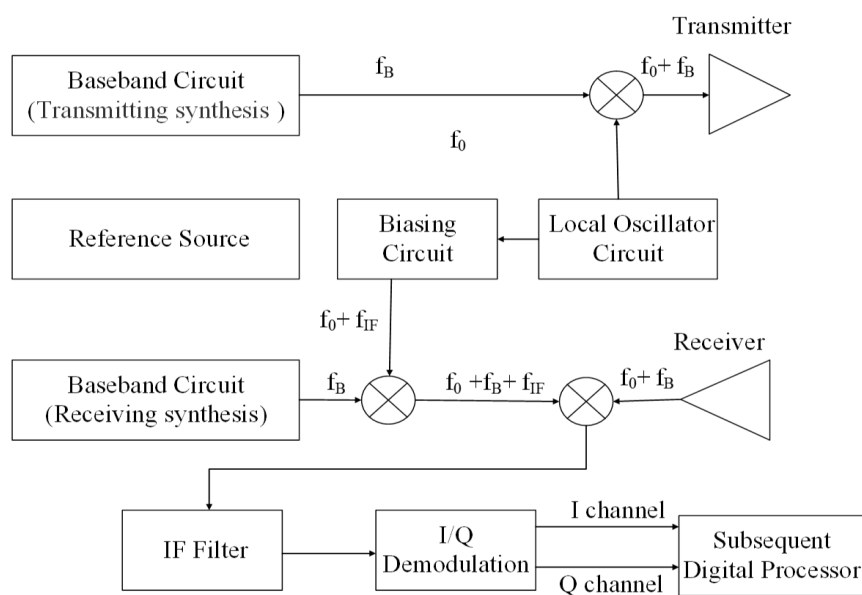 Transmitter
Baseband Circuit
(Transmitting synthesis )
f_B
f_0+ f_B
f_0
Reference Source
Biasing
Circuit
Local Oscillator
Circuit
f_0+ f_IF
Receiver
Baseband Circuit
(Receiving synthesis)
f_B
f_0 +f_B+ f_IF
f_0+ f_B
IF Filter
I/Q
Demodulation
I channel
Q channel
Subsequent
Digital Processor